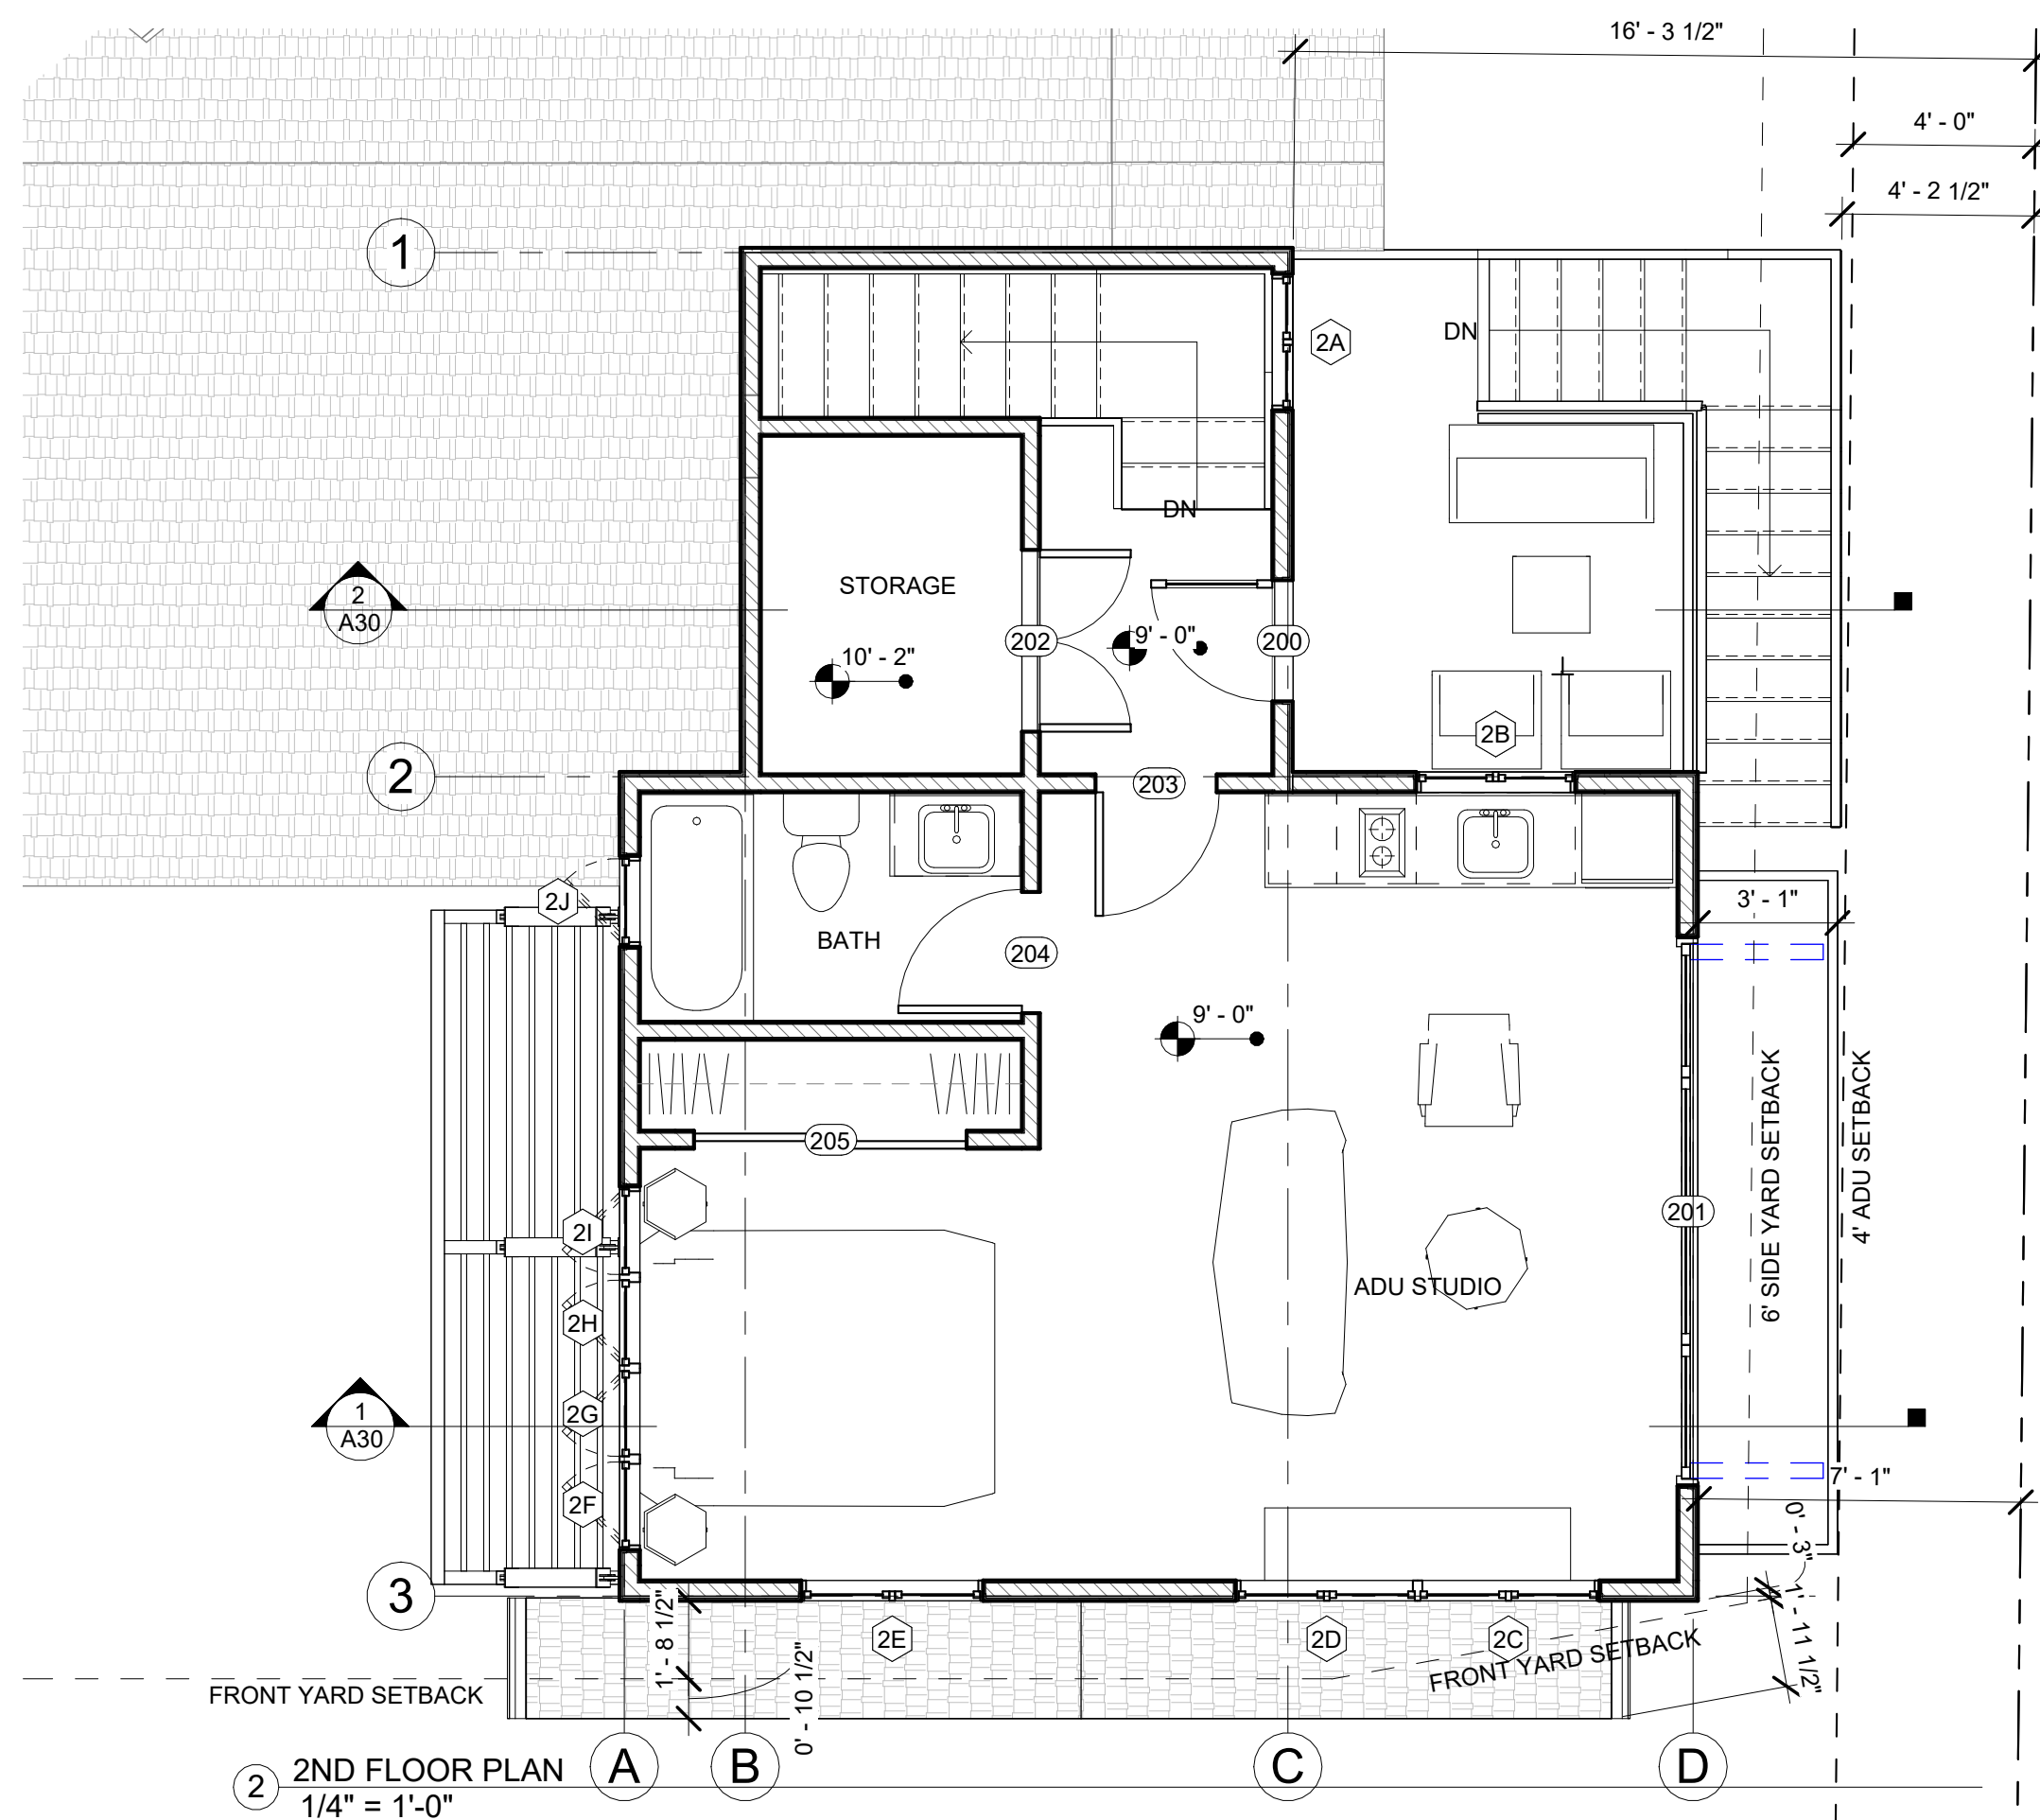 16' - 3 1/2"
4' - 0"
4' - 2 1/2"
1
2A
DN
DN
2
A30
STORAGE
202
9' - 0"
200
10' - 2"
2B
2
203
2J
BATH
204
3' - 1"
9' - 0"
6' SIDE YARD SETBACK
4' ADU SETBACK
205
201
2I
ADU STUDIO
2H
1
A30
2G
2F
7' - 1"
0' - 3"
3
1' - 8 1/2"
2E
2D
2C
1' - 11 1/2"
FRONT YARD SETBACK
FRONT YARD SETBACK
0' - 10 1/2"
A
B
C
D
2
2ND FLOOR PLAN
1/4" = 1'-0"